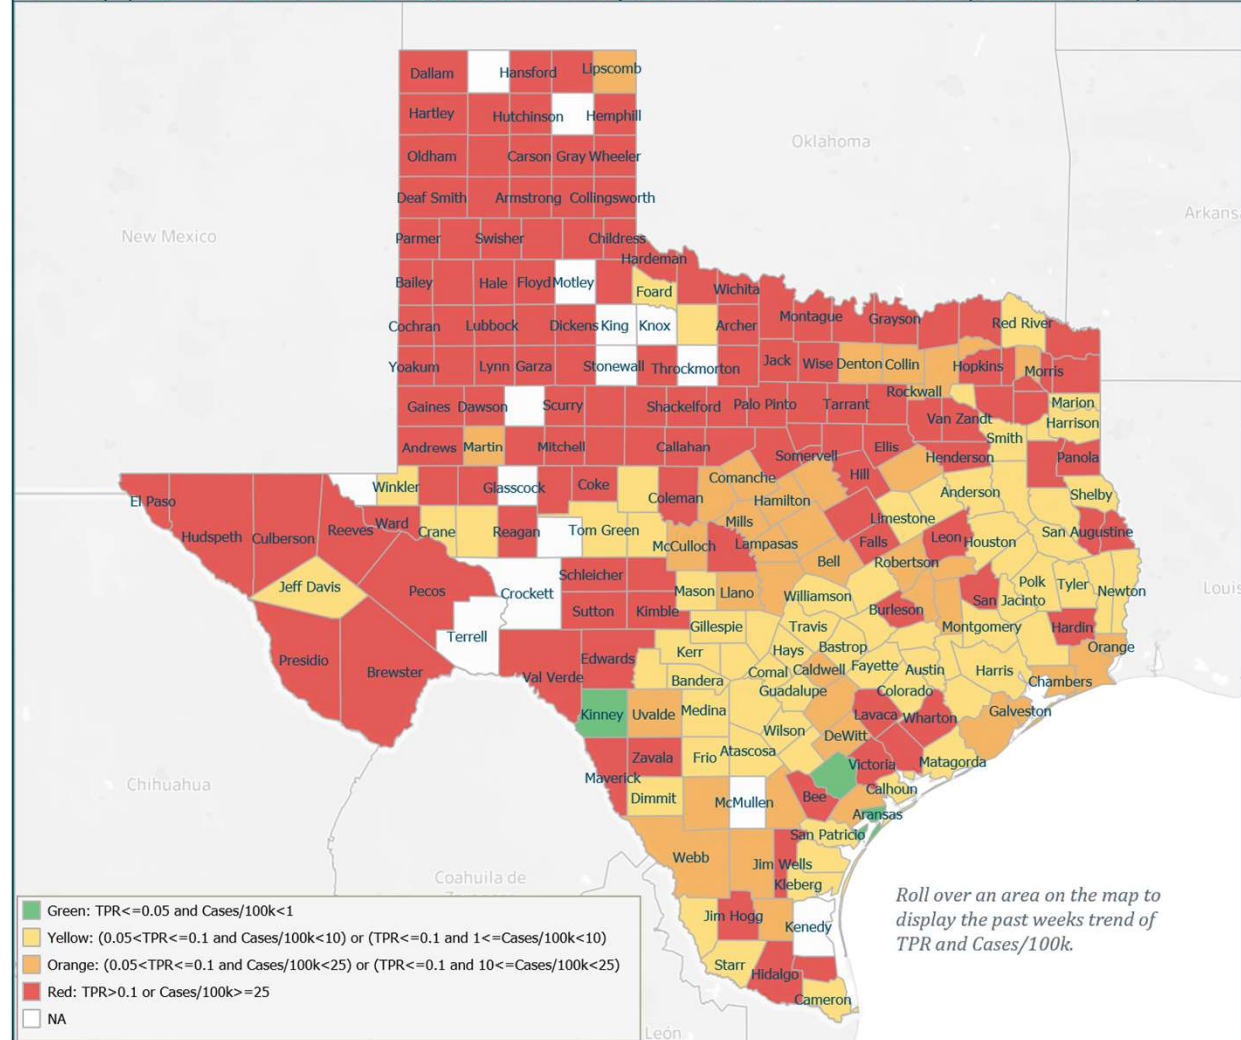 Dallam Hansford Lipscomb
Hartley Hutchinson Hemphill
Oklahoma
Oldham Carson Gray Wheeler
Deaf Smith Armstrong Collingsworth
Arkansa
New Mexico
Parmer Swisher Childress
Hardeman
Bailey Hale Floyd Motley Foard Wichita
Cochran Lubbock Dickens King Knox Archer Montague Grayson Red River
Yoakum Lynn Garza Stonewall Throckmorton Jack Wise Denton Collin Hopkins Morris
Rockwall
Gaines Dawson Scurry Shackelford Palo Pinto Tarrant Van Zandt Marion
Harrison
Andrews Martin Mitchell Callahan Somervell Ellis Henderson Smith Panola
El Paso Winkler Glasscock Coke Coleman Comanche Hill Anderson Shelby
Hamilton
Hudspeth Culberson Reeves Ward Crane Reagan Tom Green Mills Limestone San Augustine
McCulloch Lampasas Falls Leon Houston
Jeff Davis Pecos Crockett Schleicher Bell Robertson
Mason Llano Williamson Polk Tyler Newton
Sutton Kimble Burleson San Jacinto
Terrell Gillespie Travis Montgomery Hardin
Presidio Brewster Edwards Kerr Hays Bastrop Orange
Val Verde Bandera Comal Caldwell Fayette Austin Harris Chambers
Guadalupe Colorado
Kinney Uvalde Medina Wilson Lavaca Wharton Galveston
DeWitt
Zavala Frio Atascosa Victoria Matagorda
Maverick
Chihuahua
Dimmit McMullen Bee Calhoun
Aransas
San Patricio
Webb Jim Wells
Coahuila de
Kleberg
Jim Hogg Kenedy
Starr
Hidalgo
Cameron
León
Louis
Roll over an area on the map to
display the past weeks trend of
TPR and Cases/100k.
Green: TPR<=0.05 and Cases/100k<1
Yellow: (0.05<TPR<=0.1 and Cases/100k<10) or (TPR<=0.1 and 1<=Cases/100k<10)
Orange: (0.05<TPR<=0.1 and Cases/100k<25) or (TPR<=0.1 and 10<=Cases/100k<25)
Red: TPR>0.1 or Cases/100k>=25
NA